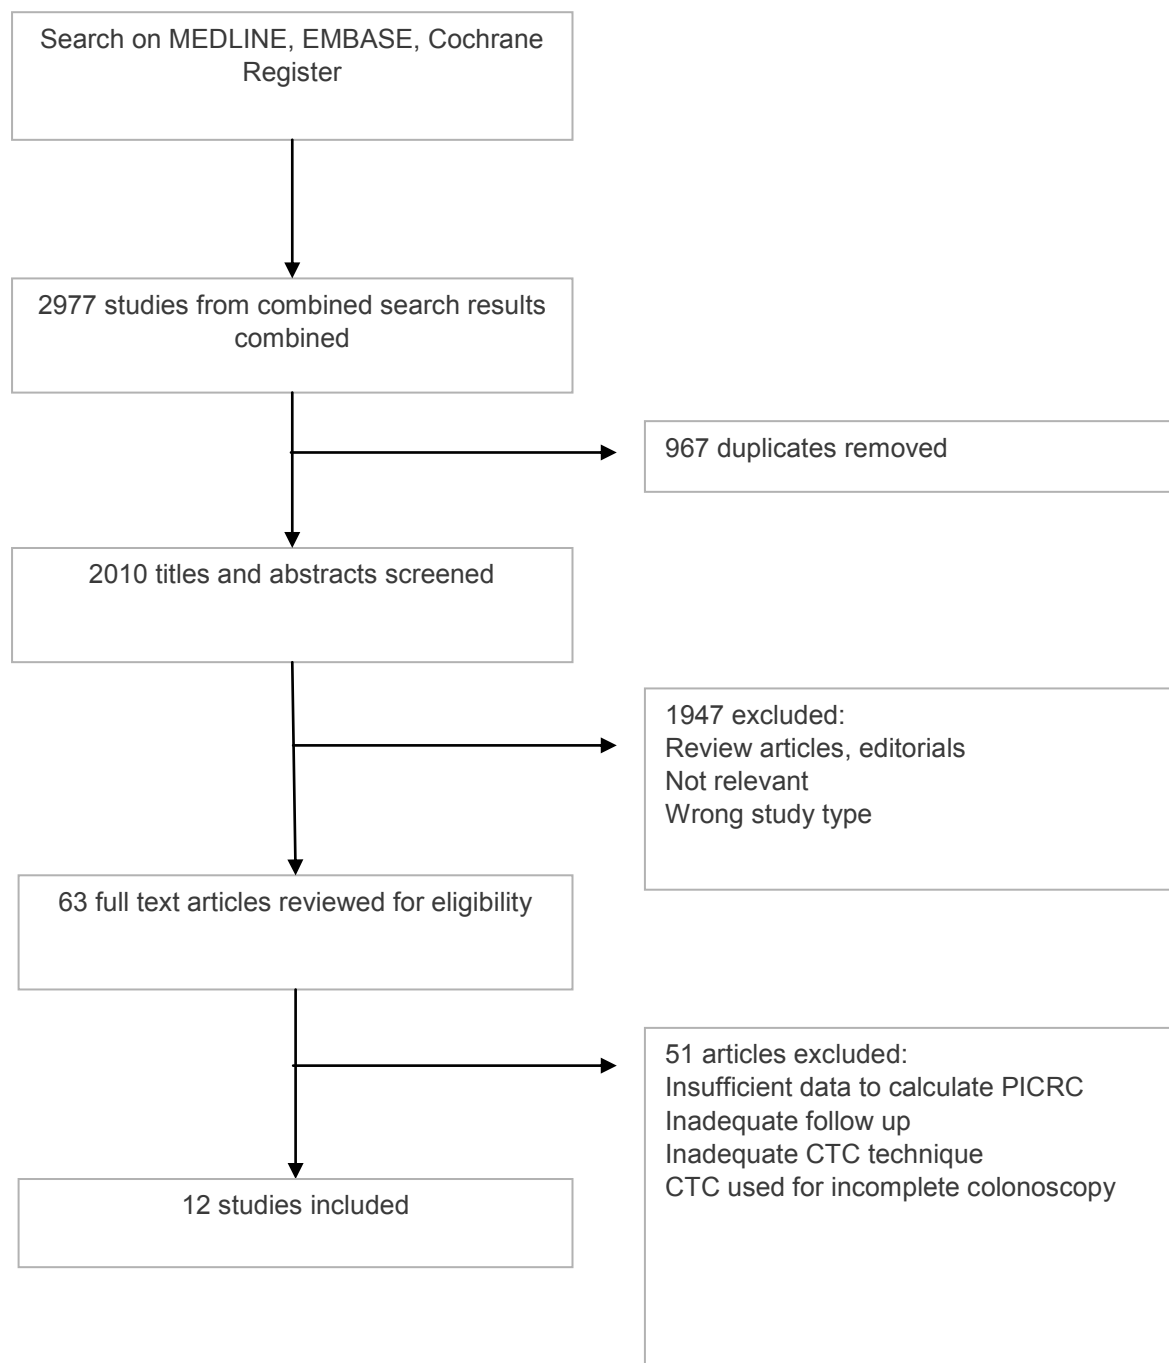 Search on MEDLINE, EMBASE, Cochrane
Register
2977 studies from combined search results
combined
967 duplicates removed
2010 titles and abstracts screened
1947 excluded:
Review articles, editorials
Not relevant
Wrong study type
63 full text articles reviewed for eligibility
51 articles excluded:
Insufficient data to calculate PICRC
Inadequate follow up
Inadequate CTC technique
CTC used for incomplete colonoscopy
12 studies included